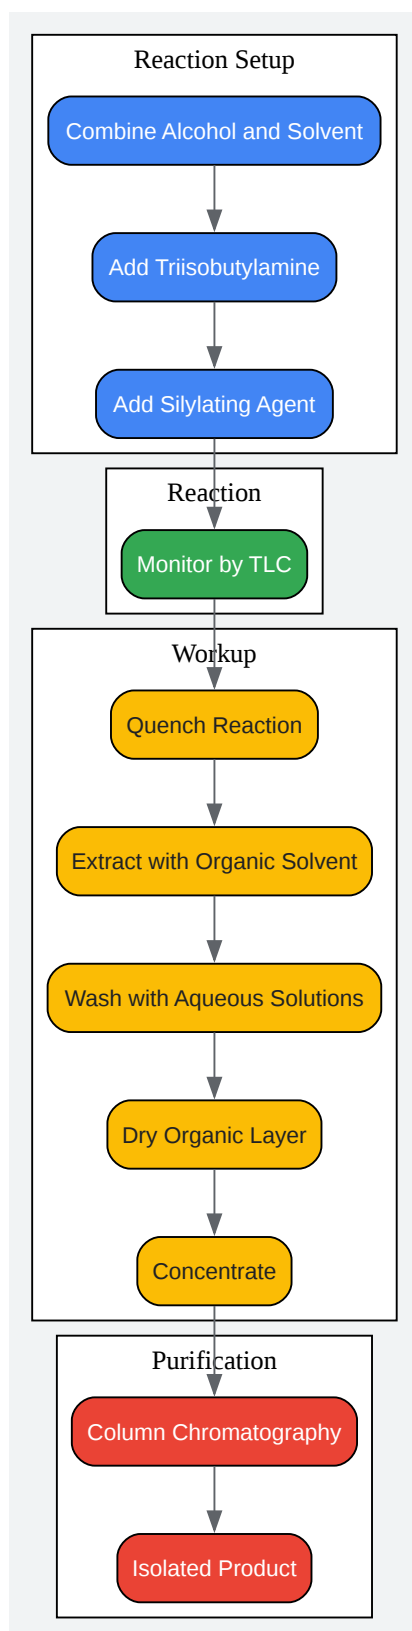 Reaction Setup
Combine Alcohol and Solvent
Add Triisobutylamine
Add Silylating Agent
Reaction
Monitor by TLC
Workup
Quench Reaction
Extract with Organic Solvent
Wash with Aqueous Solutions
Dry Organic Layer
Concentrate
Purification
Column Chromatography
Isolated Product